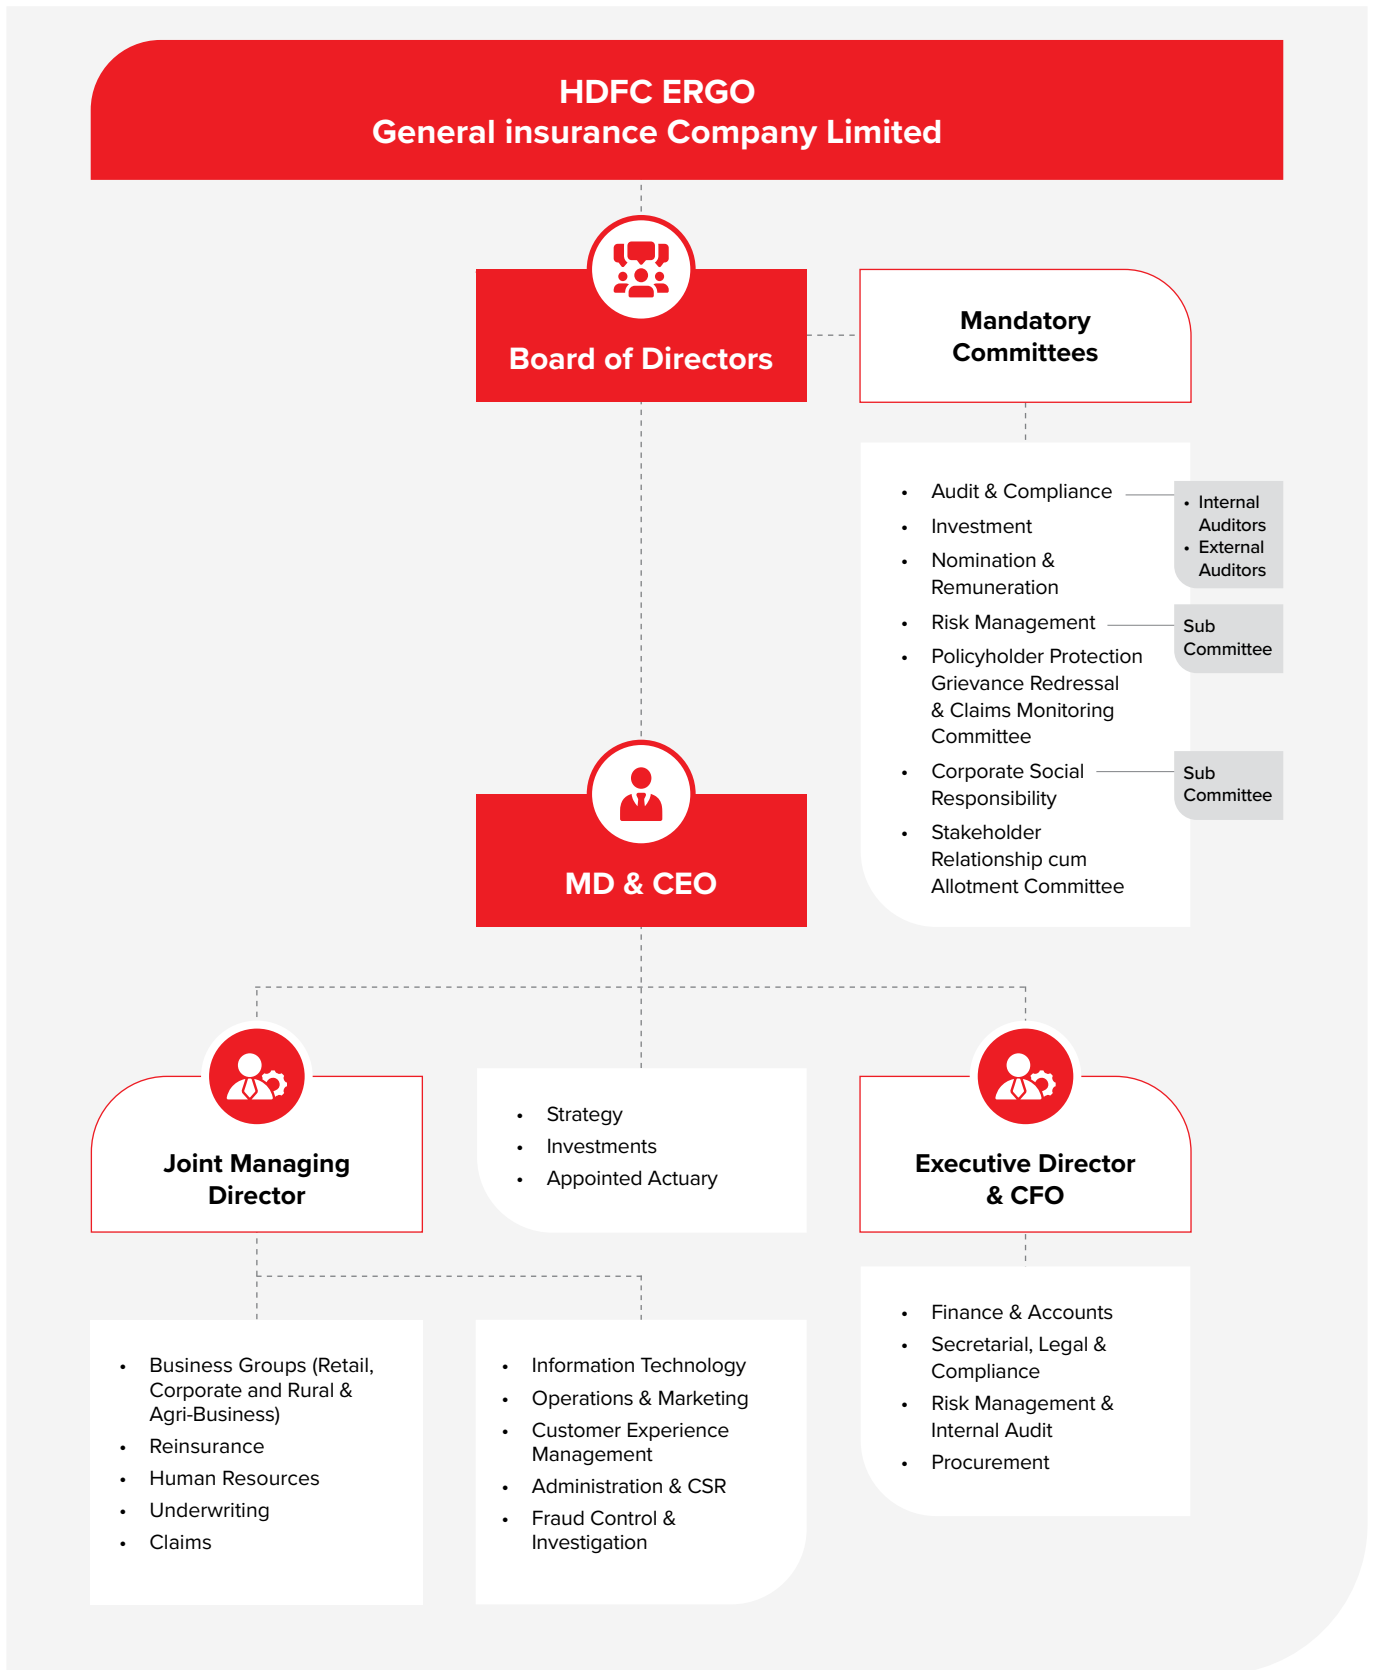 HDFC ERGO
General insurance Company Limited
Board of Directors
Mandatory
Committees
• Audit & Compliance
• Internal
Auditors
• External
Auditors
• Investment
• Nomination &
Remuneration
• Risk Management
Sub
Committee
• Policyholder Protection
Grievance Redressal
& Claims Monitoring
Committee
• Corporate Social
Responsibility
Sub
Committee
• Stakeholder
Relationship cum
Allotment Committee
MD & CEO
Joint Managing
Director
• Strategy
• Investments
• Appointed Actuary
Executive Director
& CFO
• Business Groups (Retail,
Corporate and Rural &
Agri-Business)
• Reinsurance
• Human Resources
• Underwriting
• Claims
• Information Technology
• Operations & Marketing
• Customer Experience
Management
• Administration & CSR
• Fraud Control &
Investigation
• Finance & Accounts
• Secretarial, Legal &
Compliance
• Risk Management &
Internal Audit
• Procurement